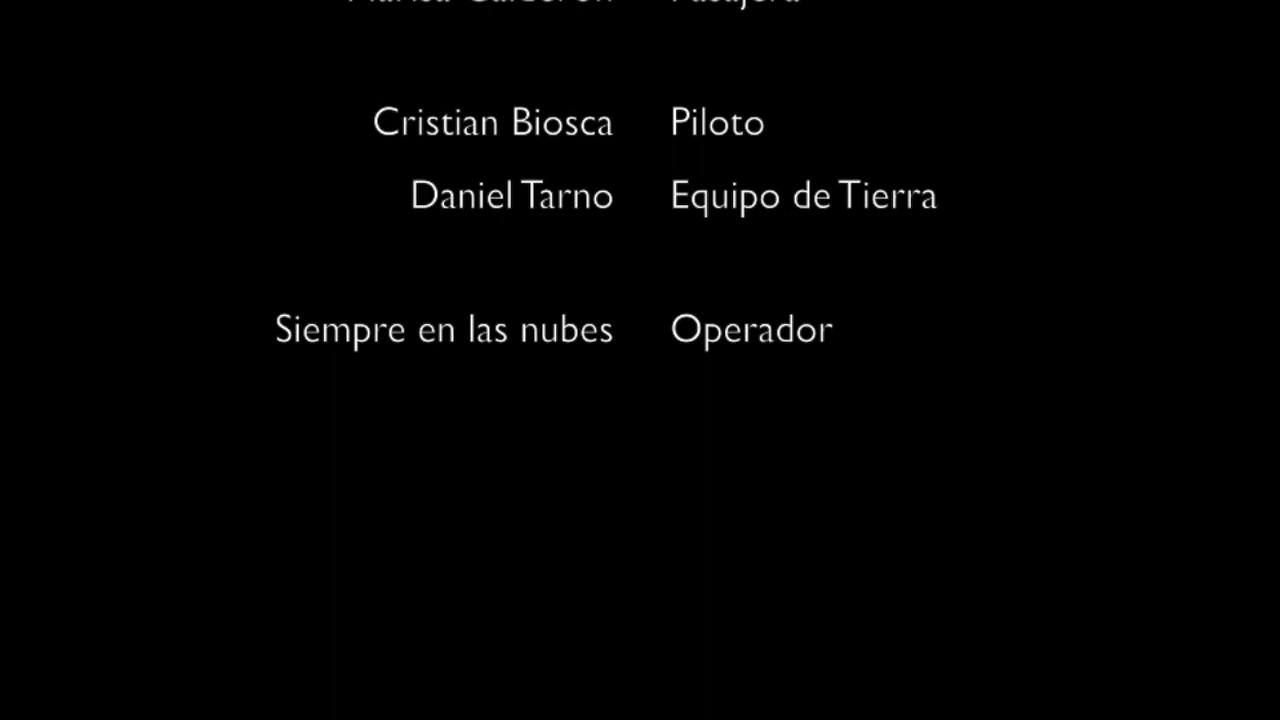 Cristian Biosca Piloto
Daniel Tarno Equipo de Tierra
Siempre en las nubes Operador